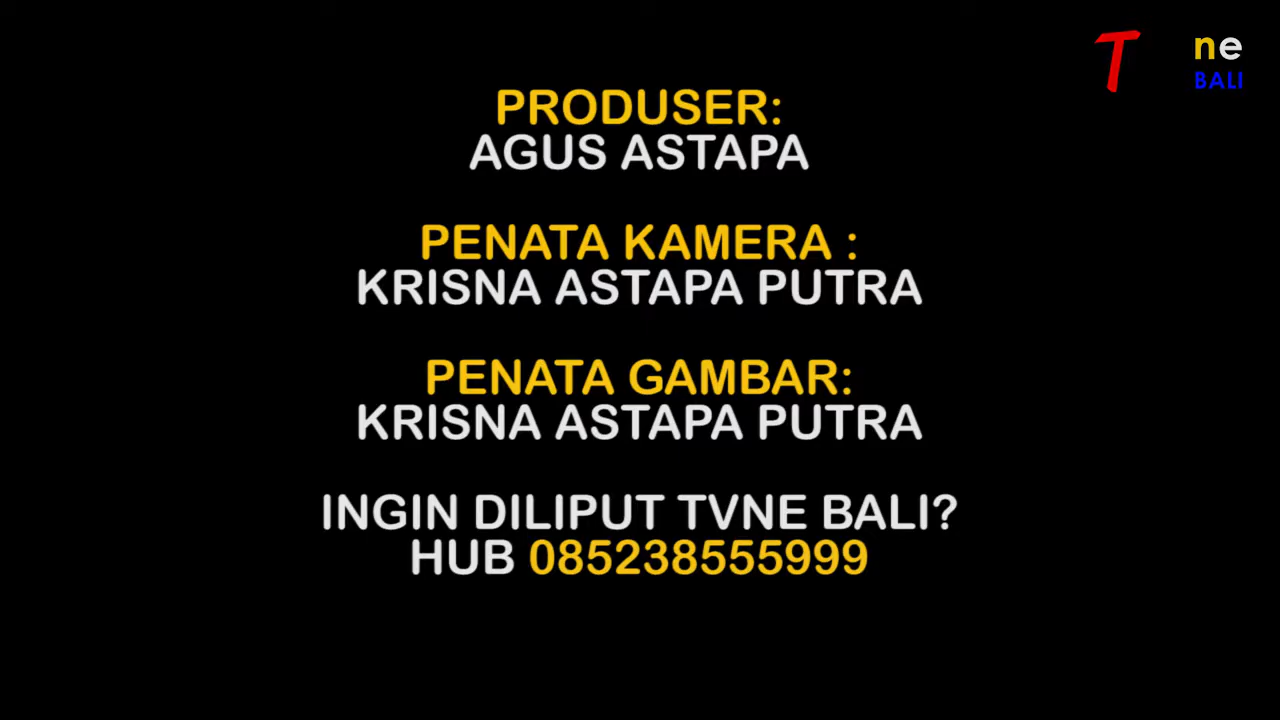 T ne
BALI
PRODUSER:
AGUS ASTAPA
PENATA KAMERA :
KRISNA ASTAPA PUTRA
PENATA GAMBAR:
KRISNA ASTAPA PUTRA
INGIN DILIPUT TVNE BALI?
HUB 085238555999